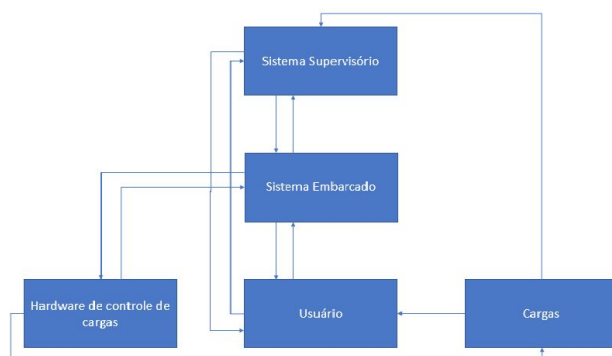 Sistema Supervisório
Sistema Embarcado
Hardware de controle de
cargas
Usuário
Cargas